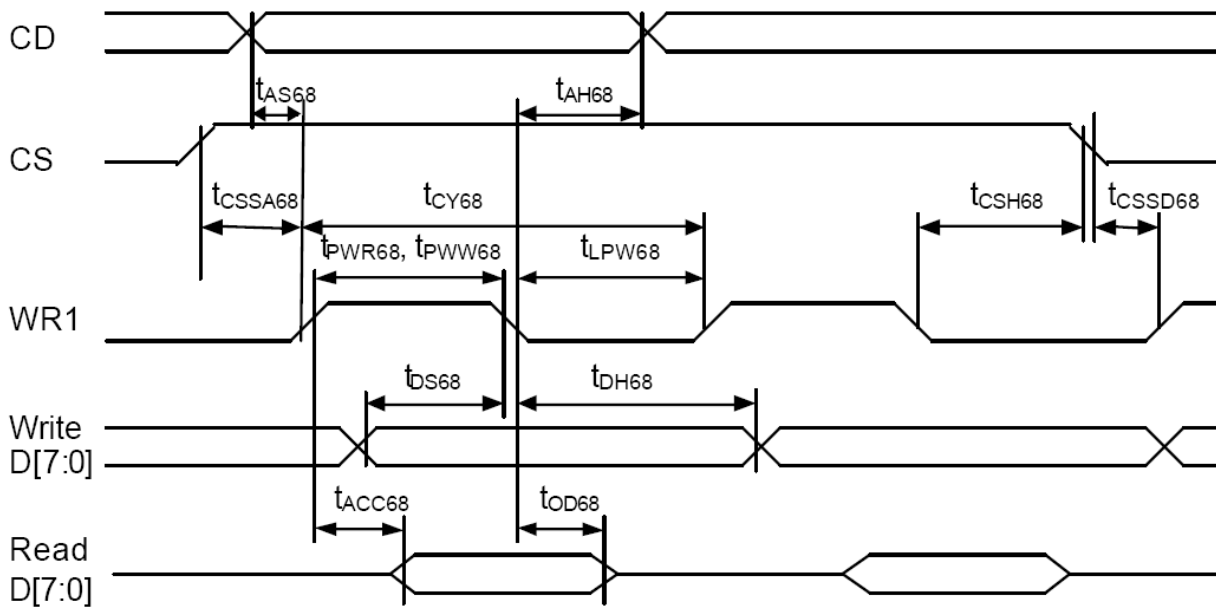 CD
tAS68
tAH68
CS
tCSSA68
tCY68
tCSH68
tCSSD68
tPWR68, tPWW68
tLPW68
WR1
tDS68
tDH68
Write
D[7:0]
tACC68
tOD68
Read
D[7:0]